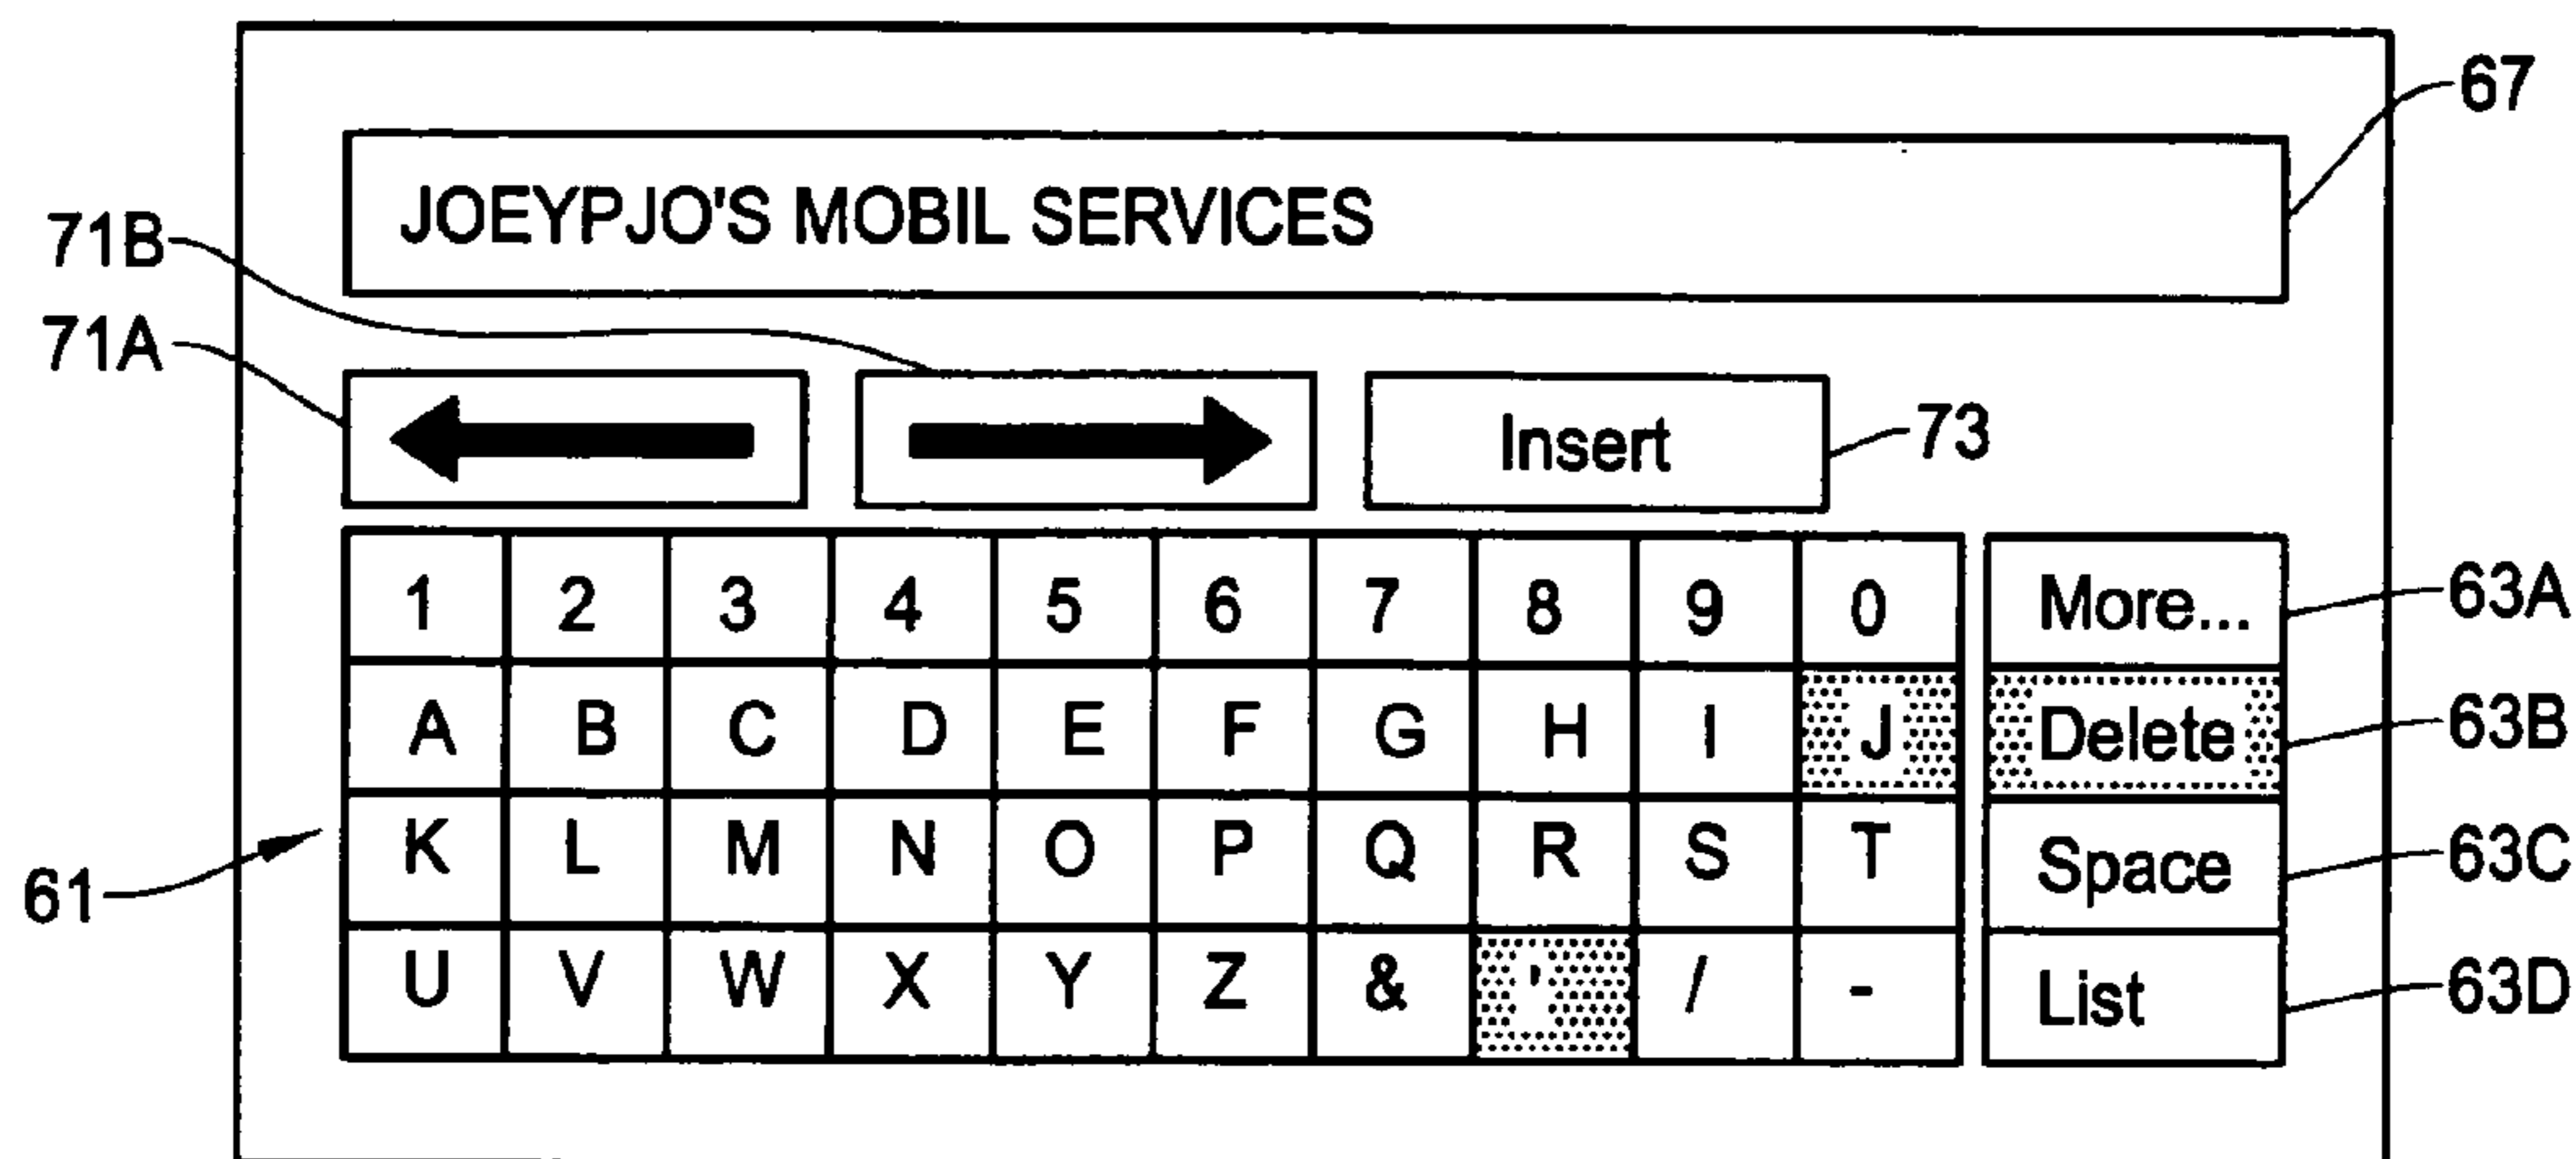 67
JOEYPJO'S MOBIL SERVICES
71B
71A
Insert 73
1 2 3 4 5 6 7 8 9 0 More... 63A
A B C D E F G H I J Delete 63B
K L M N O P Q R S T Space 63C
61
U V W X Y Z & ' / - List 63D